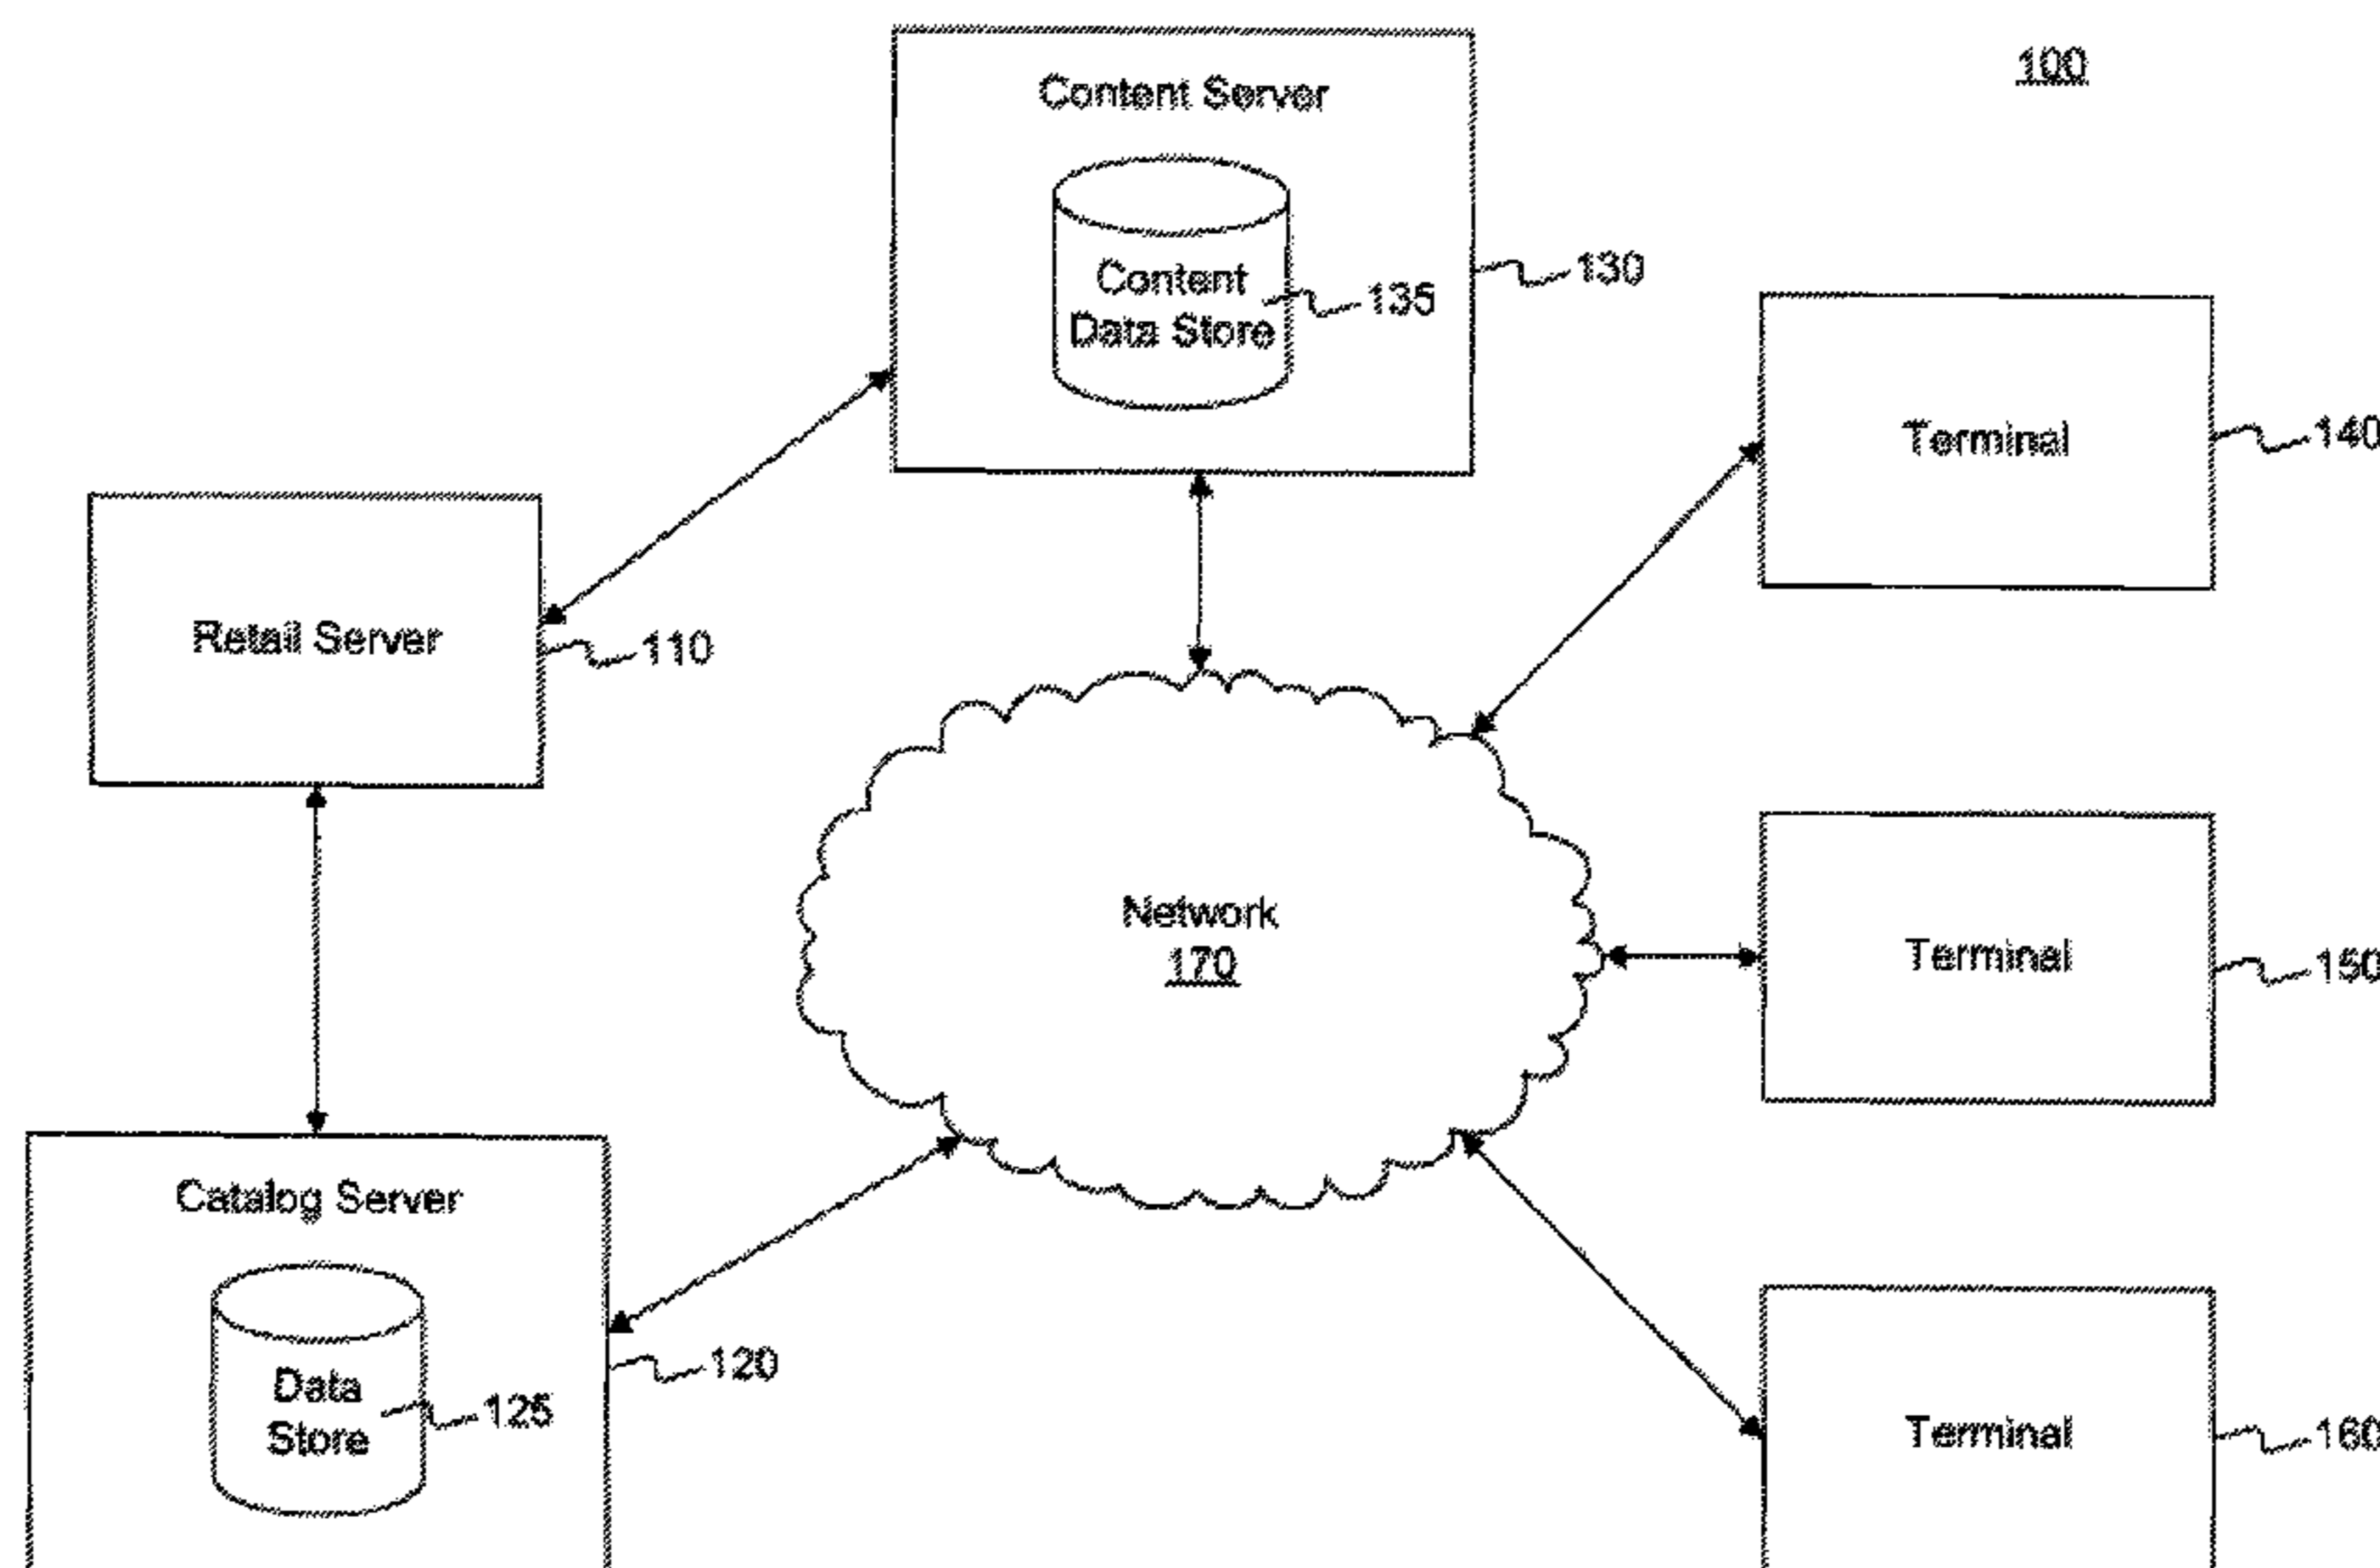 100
Content Server
Content
Data Store
135
130
Terminal
140
Retail Server
110
Network
170
Terminal
150
Catalog Server
Data
Store
125
120
Terminal
160